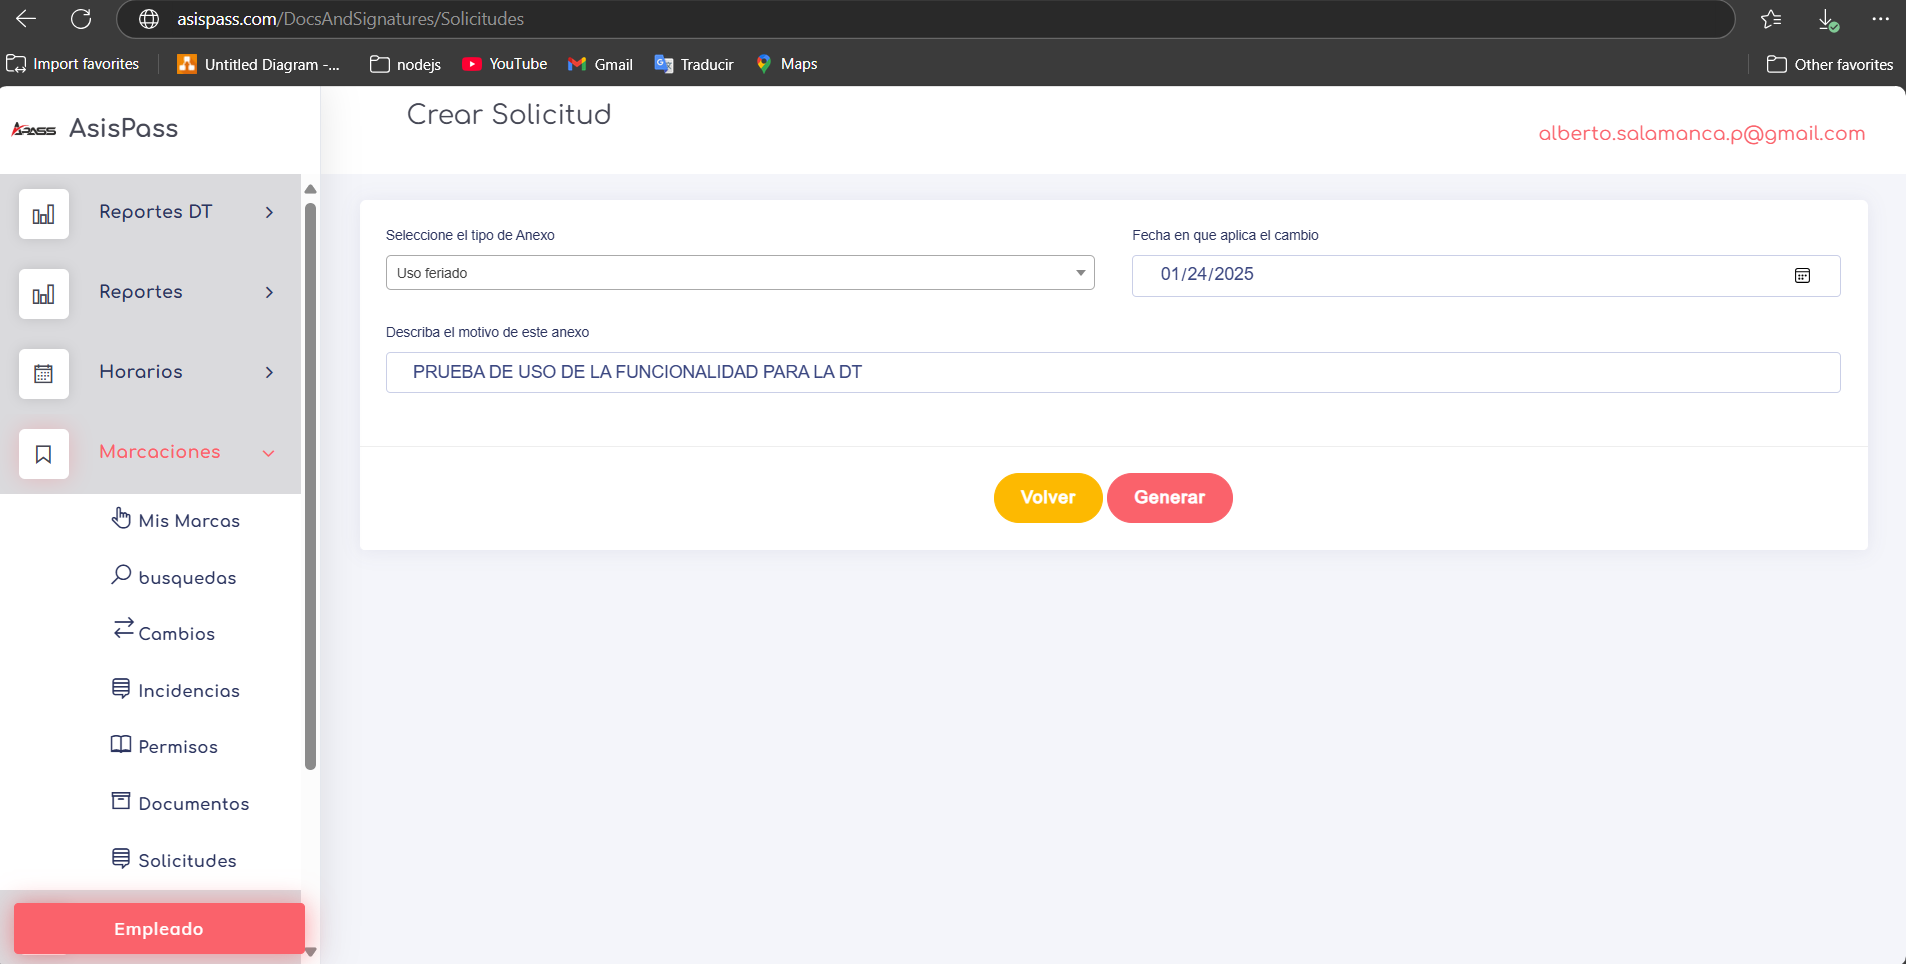 asispass.com/DocsAndSignatures/Solicitudes
Import favorites
Untitled Diagram -...
nodejs
YouTube
Gmail
Traducir
Maps
Other favorites
APASS AsisPass
Crear Solicitud
alberto.salamanca.p@gmail.com
Reportes DT
Reportes
Horarios
Marcaciones
Mis Marcas
busquedas
Cambios
Incidencias
Permisos
Documentos
Solicitudes
Empleado
Seleccione el tipo de Anexo
Uso feriado
Fecha en que aplica el cambio
01/24/2025
Describa el motivo de este anexo
PRUEBA DE USO DE LA FUNCIONALIDAD PARA LA DT
Volver
Generar